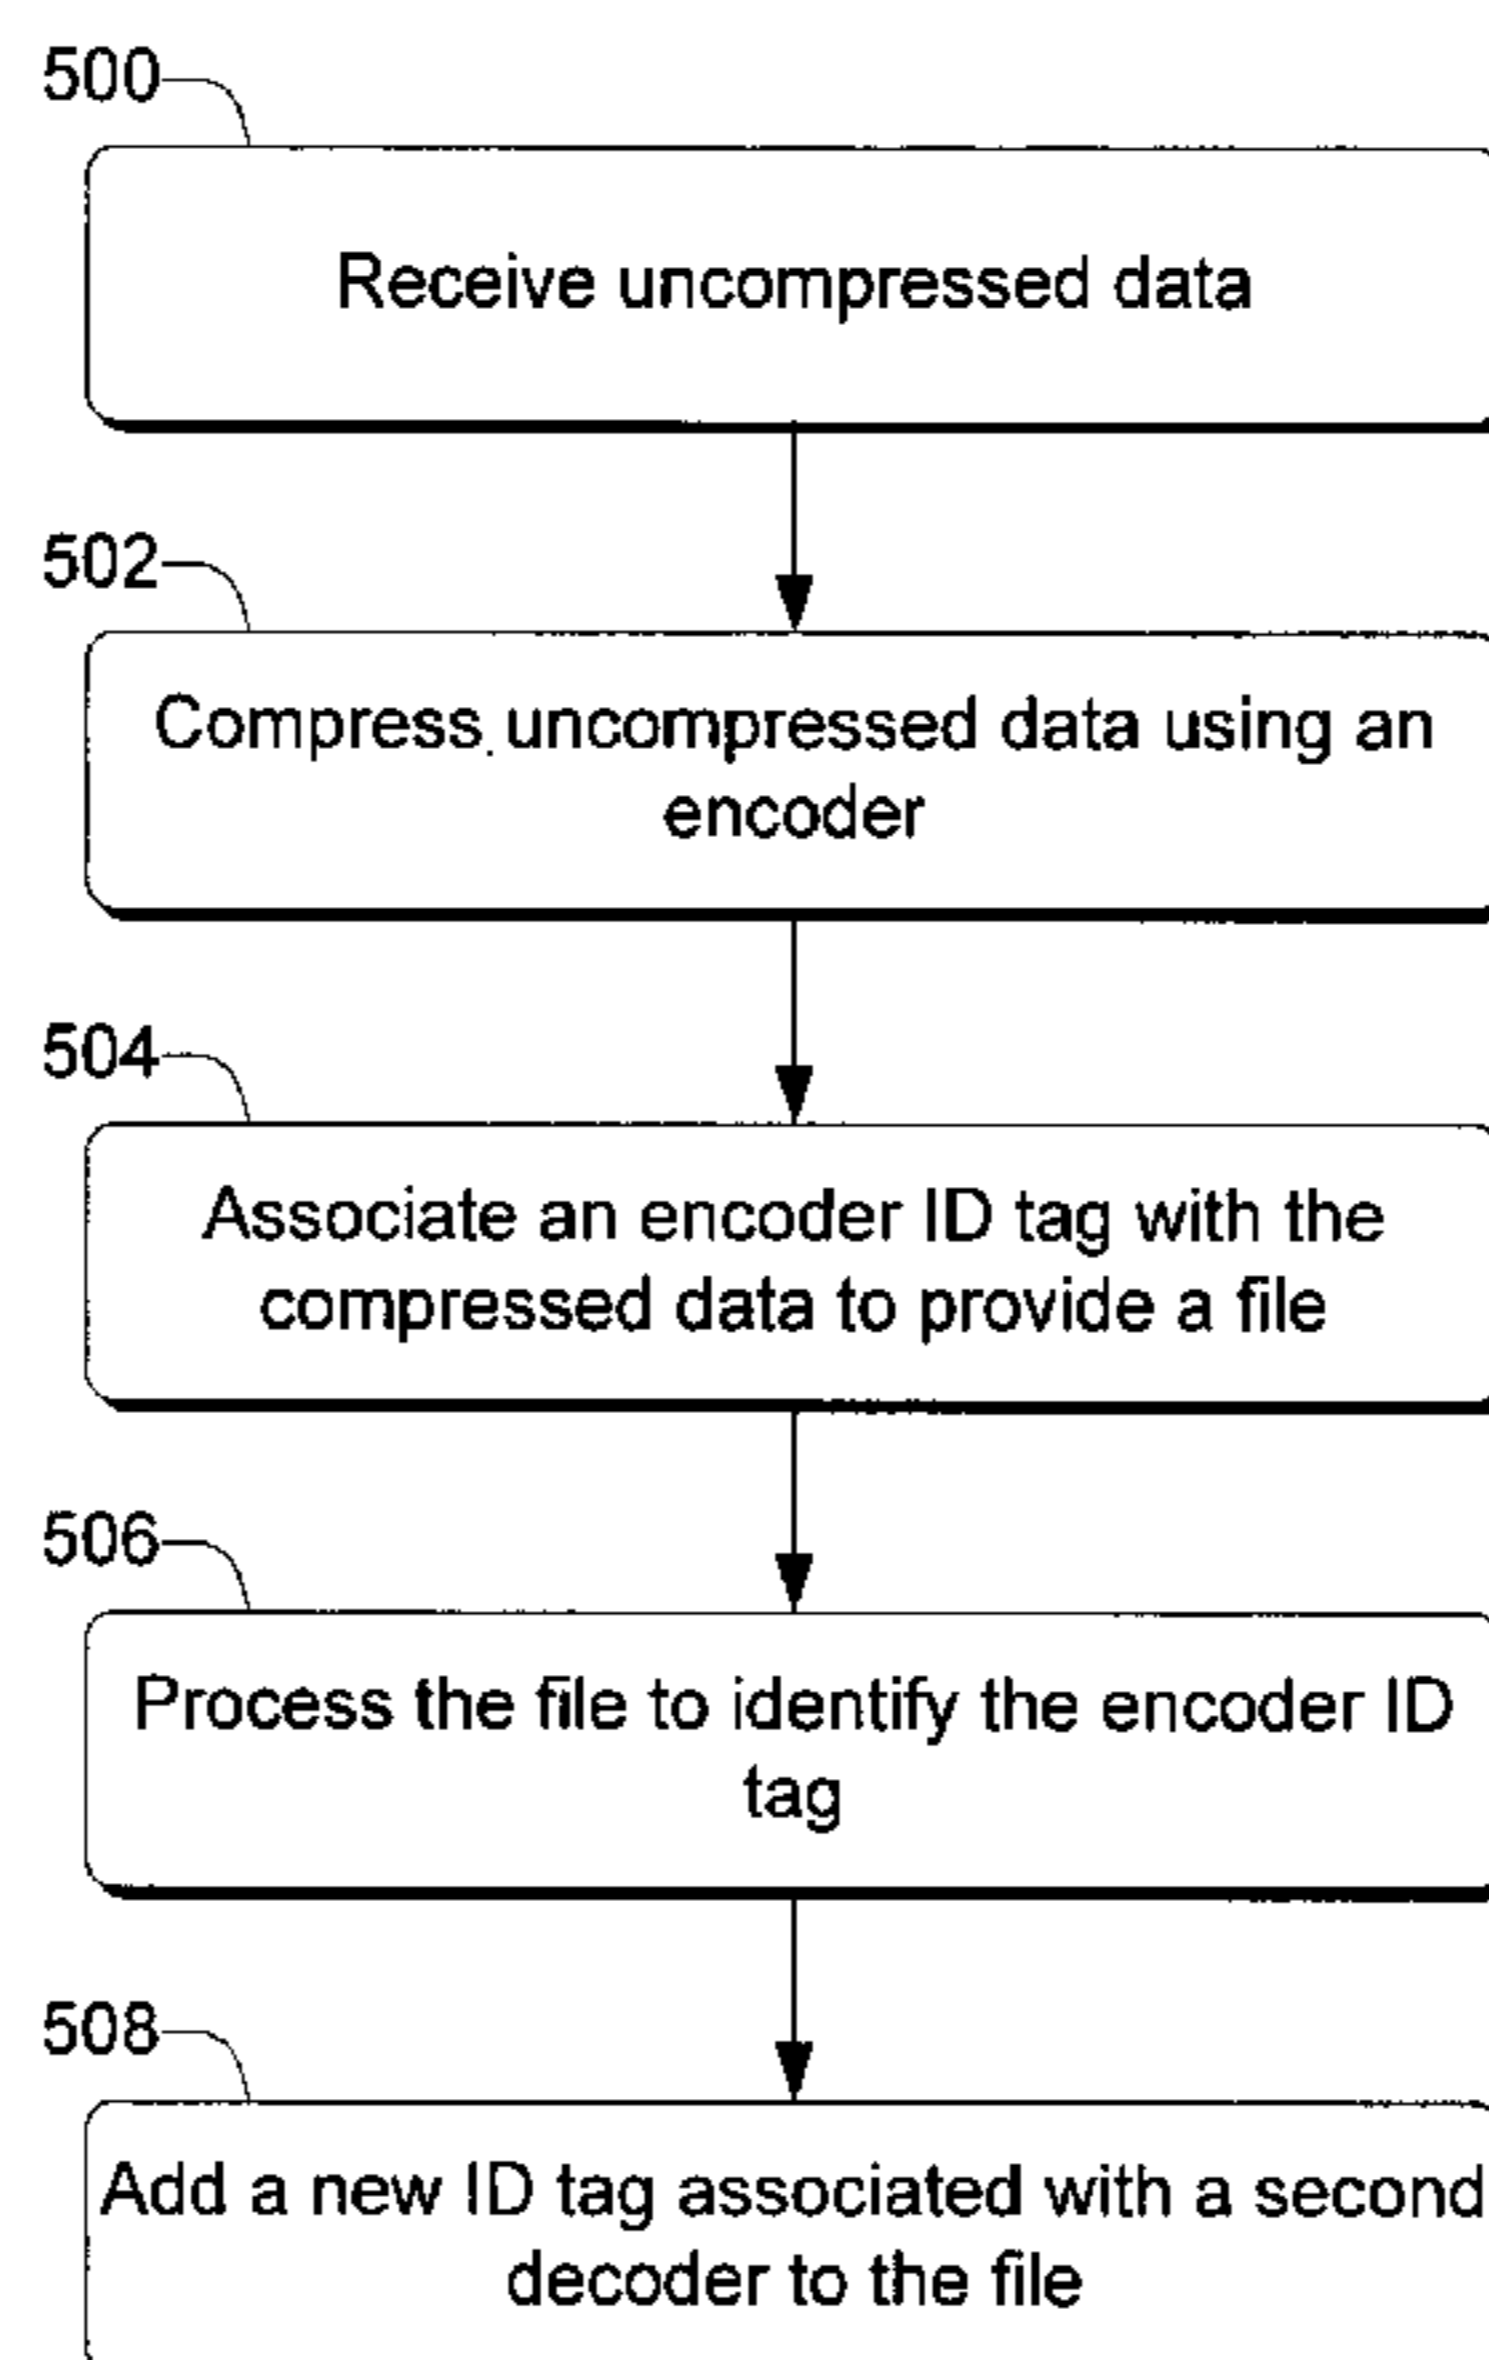 500
Receive uncompressed data
502
Compress uncompressed data using an
encoder
504
Associate an encoder ID tag with the
compressed data to provide a file
506
Process the file to identify the encoder ID
tag
508
Add a new ID tag associated with a second
decoder to the file